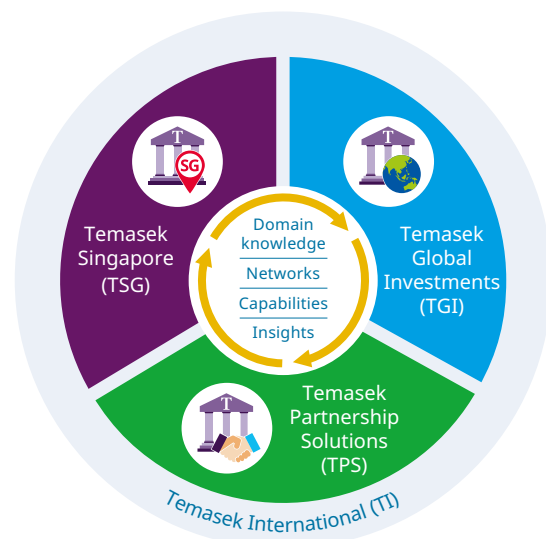 T
SG
Temasek
Singapore
(TSG)
T
Temasek
Global
Investments
(TGI)
Domain
knowledge
Networks
Capabilities
Insights
T
Temasek
Partnership
Solutions
(TPS)
Temasek International (TI)